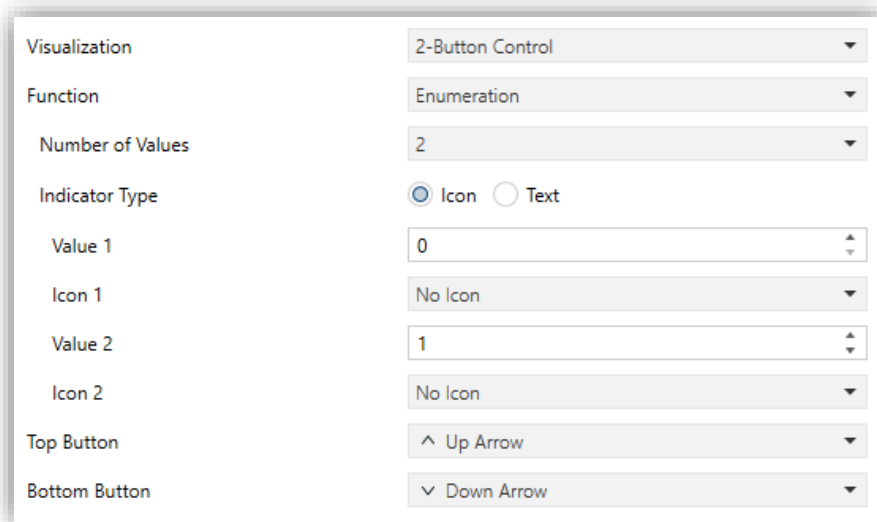 Visualization 2-Button Control
Function Enumeration
Number of Values 2
Indicator Type Icon Text
Value 1 0
Icon 1 No Icon
Value 2 1
Icon 2 No Icon
Top Button Up Arrow
Bottom Button Down Arrow